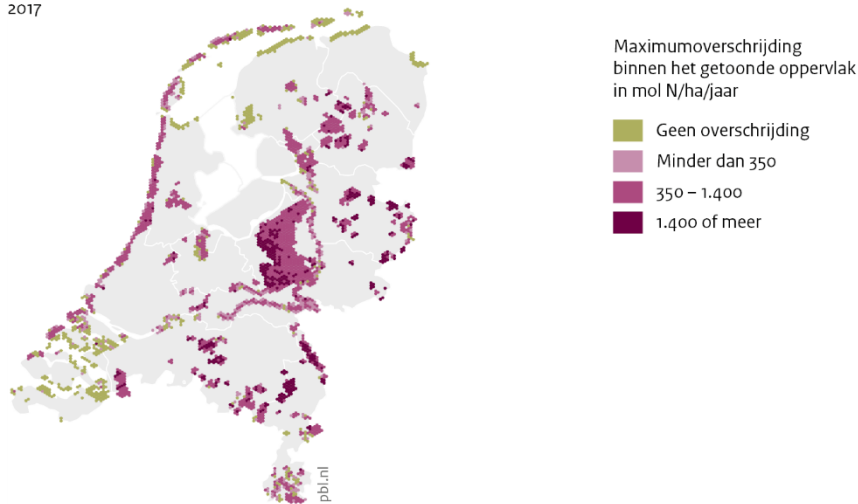 2017
Maximumoverschrijding
binnen het getoonde oppervlak
in mol N/ha/jaar
Geen overschrijding
Minder dan 350
350 – 1.400
1.400 of meer
pbl.nl